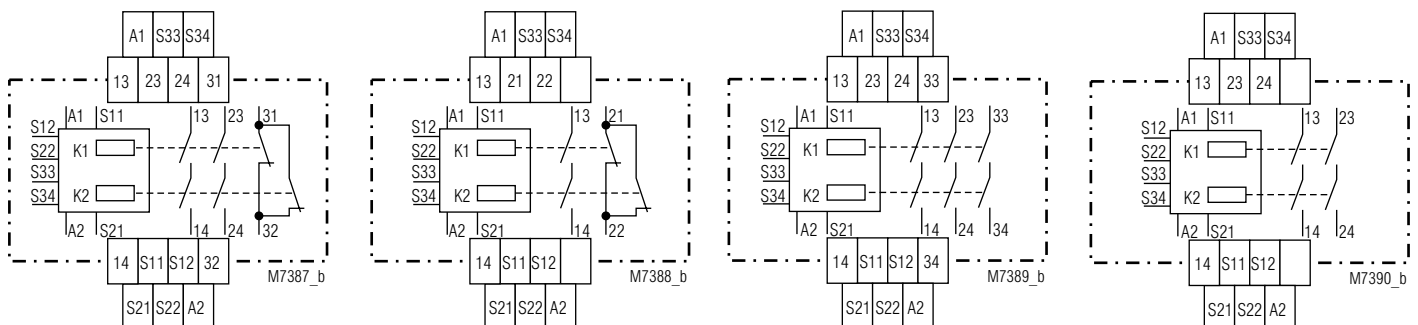 A1 S33 S34
13 23 24 31
A1 S11 13 23 31
S12
K1
S22
S33
K2
S34
A2 S21 14 24 32
14 S11 S12 32
M7387_b
S21 S22 A2
A1 S33 S34
13 21 22
A1 S11 13 21
S12
K1
S22
S33
K2
S34
A2 S21 14 22
14 S11 S12
M7388_b
S21 S22 A2
A1 S33 S34
13 23 24 33
A1 S11 13 23 33
S12
K1
S22
S33
K2
S34
A2 S21 14 24 34
14 S11 S12 34
M7389_b
S21 S22 A2
A1 S33 S34
13 23 24
A1 S11 13 23
S12
K1
S22
S33
K2
S34
A2 S21 14 24
14 S11 S12
M7390_b
S21 S22 A2